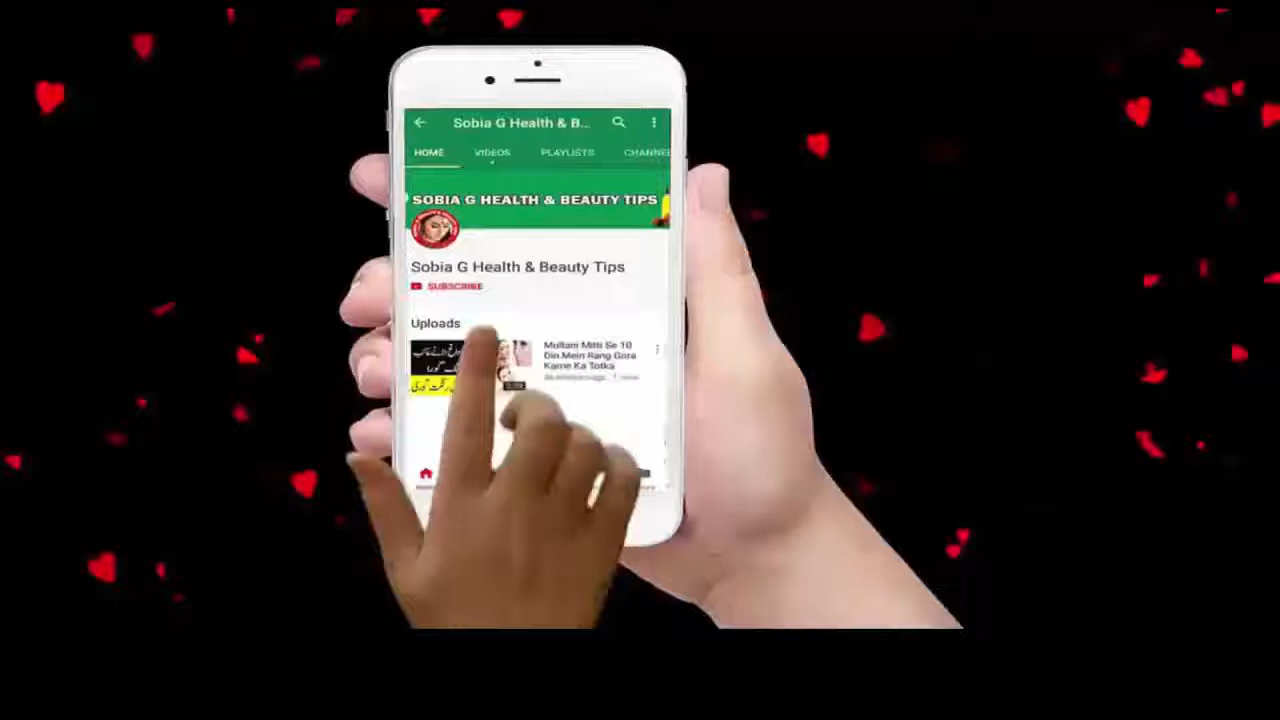 Sobia G Health & B...
HOME VIDEOS PLAYLISTS CHANNE
SOBIA G HEALTH & BEAUTY TIPS
Sobia G Health & Beauty Tips
SUBSCRIBE
Uploads
Multani Mitti Se 10
Din Mein Rang Gora
Karne Ka Totka